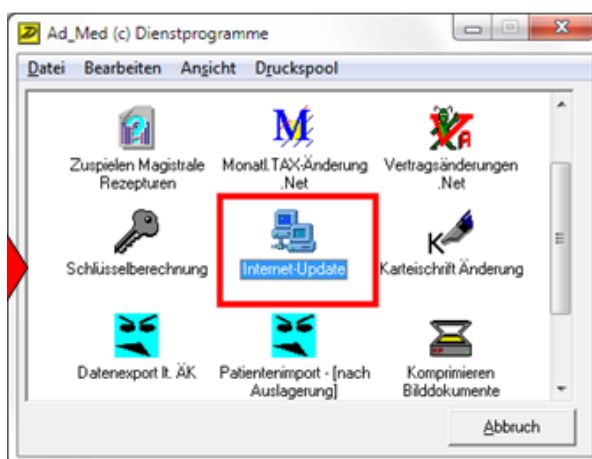 Ad_Med (c) Dienstprogramme
Datei Bearbeiten Ansicht Druckspool
Zuspielen Magistrale
Rezepturen
Monatl.TAX-Änderung
.Net
Vertragsänderungen
.Net
Schlüsselberechnung
Internet-Update
Karteischrift Änderung
Datenexport lt. ÄK
Patientenimport - [nach
Auslagerung]
Komprimieren
Bilddokumente
Abbruch